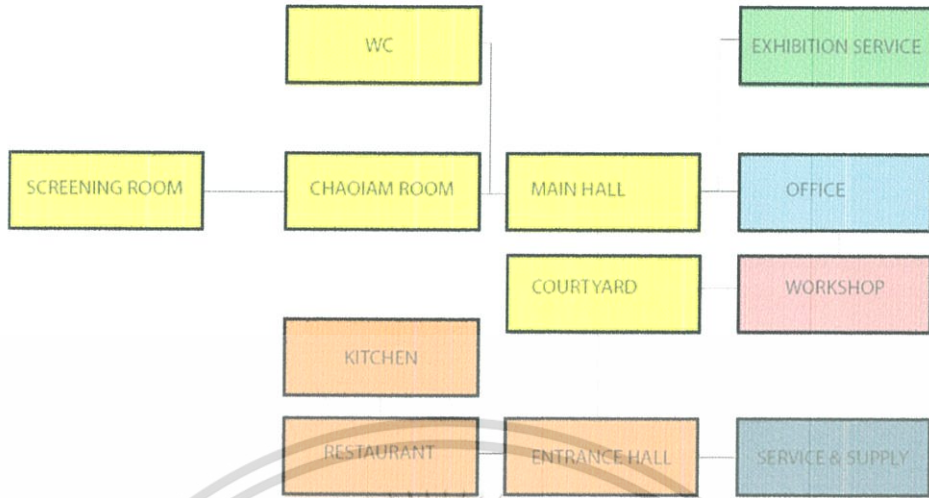 WC
EXHIBITION SERVICE
SCREENING ROOM
CHAOIAM ROOM
MAIN HALL
OFFICE
COURTYARD
WORKSHOP
KITCHEN
RESTAURANT
ENTRANCE HALL
SERVICE & SUPPLY